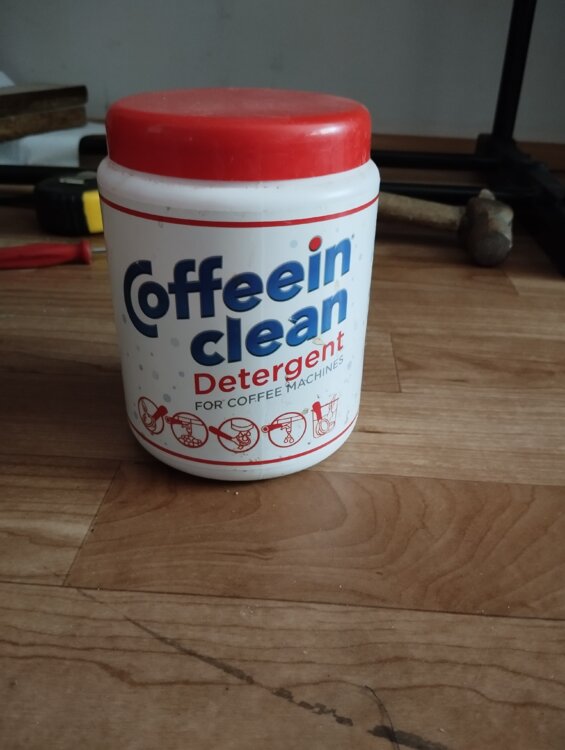 Coffeein
clean
Detergent
FOR COFFEE MACHINES